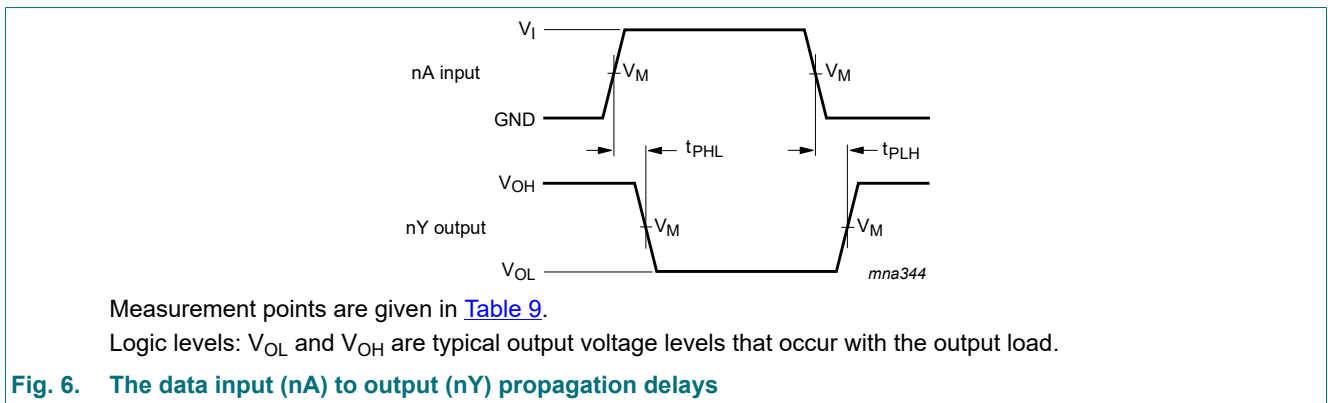 V_I
nA input
V_M
V_M
GND
t_PHL
t_PLH
V_OH
nY output
V_M
V_M
V_OL
mna344
Measurement points are given in Table 9.
Logic levels: V_OL and V_OH are typical output voltage levels that occur with the output load.
Fig. 6. The data input (nA) to output (nY) propagation delays